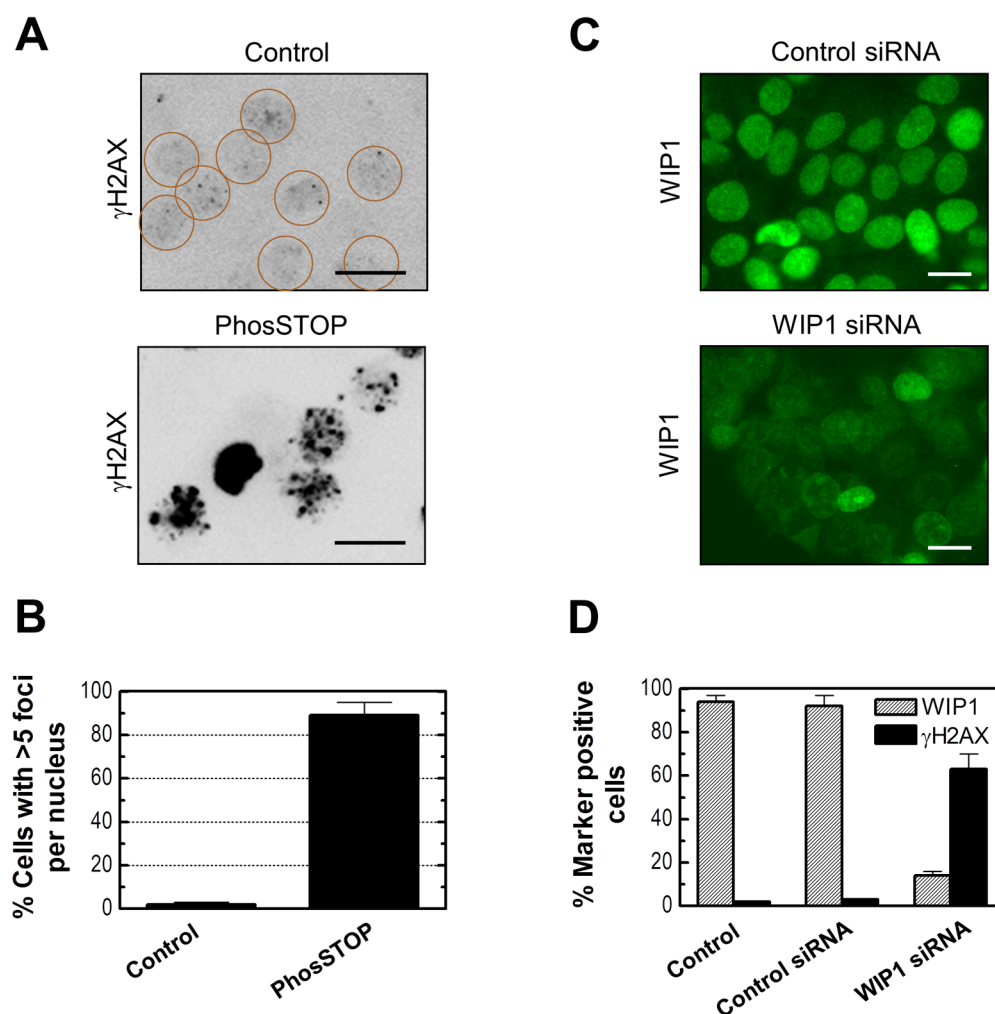 A
Control
γH2AX
PhosSTOP
γH2AX
B
% Cells with >5 foci
per nucleus
100
80
60
40
20
0
Control
PhosSTOP
C
Control siRNA
WIP1
WIP1 siRNA
WIP1
D
% Marker positive
cells
100
80
60
40
20
0
WIP1
γH2AX
Control
Control siRNA
WIP1 siRNA